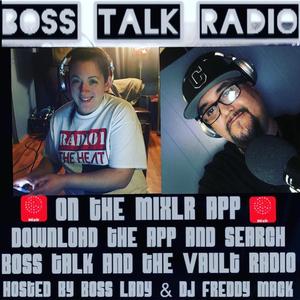 BOSS TALK RADIO
RADIO!
THE HEAT
C
ON THE MIXLR APP
DOWNLOAD THE APP AND SEARCH
BOSS TALK AND THE VAULT RADIO
HOSTED BY BOSS LADY & DJ FREDDY MACK